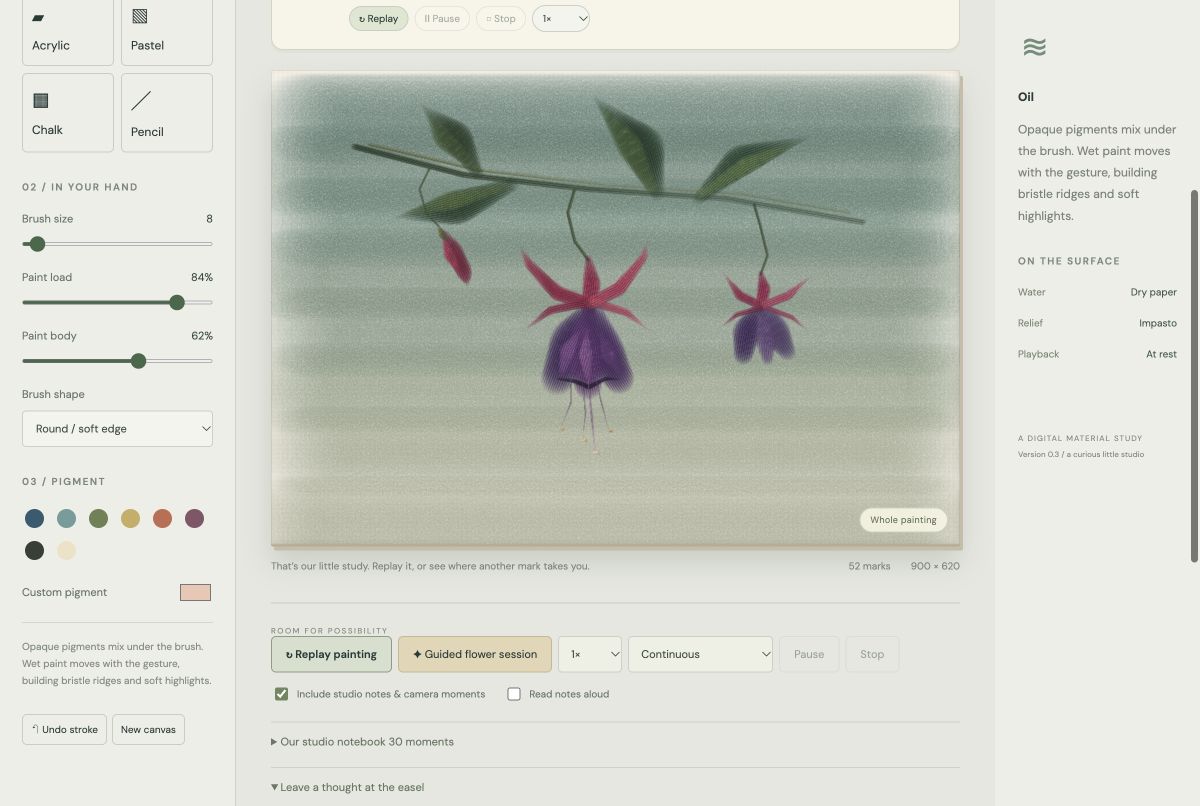 Acrylic
Pastel
Chalk
Pencil
02 / IN YOUR HAND
Brush size 8
Paint load 84%
Paint body 62%
Brush shape
Round / soft edge
03 / PIGMENT
Custom pigment
Opaque pigments mix under the brush.
Wet paint moves with the gesture,
building bristle ridges and soft highlights.
Undo stroke
New canvas
↻ Replay
II Pause
▫ Stop
1×
Whole painting
That's our little study. Replay it, or see where another mark takes you.
52 marks
900 × 620
ROOM FOR POSSIBILITY
↻ Replay painting
✦ Guided flower session
1×
Continuous
Pause
Stop
Include studio notes & camera moments
Read notes aloud
▶ Our studio notebook 30 moments
▼ Leave a thought at the easel
Oil
Opaque pigments mix under
the brush. Wet paint moves
with the gesture, building
bristle ridges and soft
highlights.
ON THE SURFACE
Water Dry paper
Relief Impasto
Playback At rest
A DIGITAL MATERIAL STUDY
Version 0.3 / a curious little studio